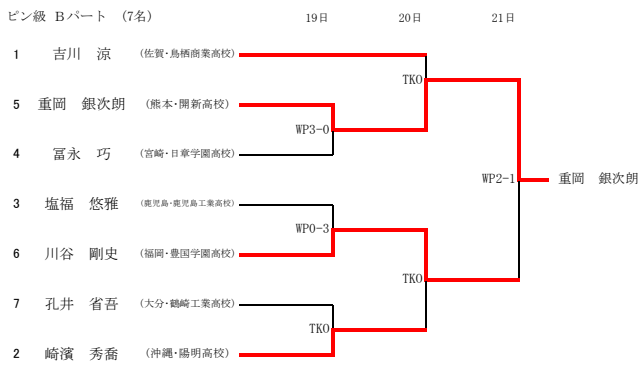 ピン級 Bパート (7名)
19日 20日 21日
1 吉川 涼 (佐賀・鳥栖商業高校)
TKO
5 重岡 銀次朗 (熊本・開新高校)
WP3-0
4 冨永 巧 (宮崎・日章学園高校)
WP2-1 重岡 銀次朗
3 塩福 悠雅 (鹿児島・鹿児島工業高校)
WP0-3
6 川谷 剛史 (福岡・豊国学園高校)
TKO
7 孔井 省吾 (大分・鶴崎工業高校)
TKO
2 崎濱 秀喬 (沖縄・陽明高校)